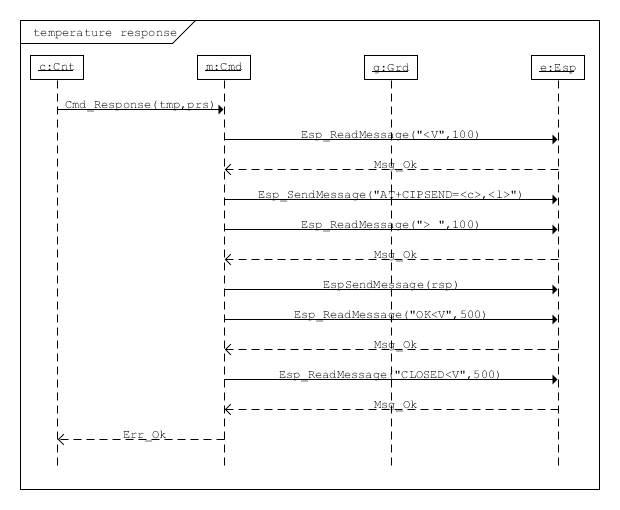 temperature response
c:Cnt m:Cmd g:Grd e:Esp
Cmd_Response(tmp,prs)
Esp_ReadMessage("<V",100)
Msg_Ok
Esp_SendMessage("AT+CIPSEND=<c>,<l>")
Esp_ReadMessage("> ",100)
Msg_Ok
EspSendMessage(rsp)
Esp_ReadMessage("OK<V",500)
Msg_Ok
Esp_ReadMessage("CLOSED<V",500)
Msg_Ok
Err_Ok